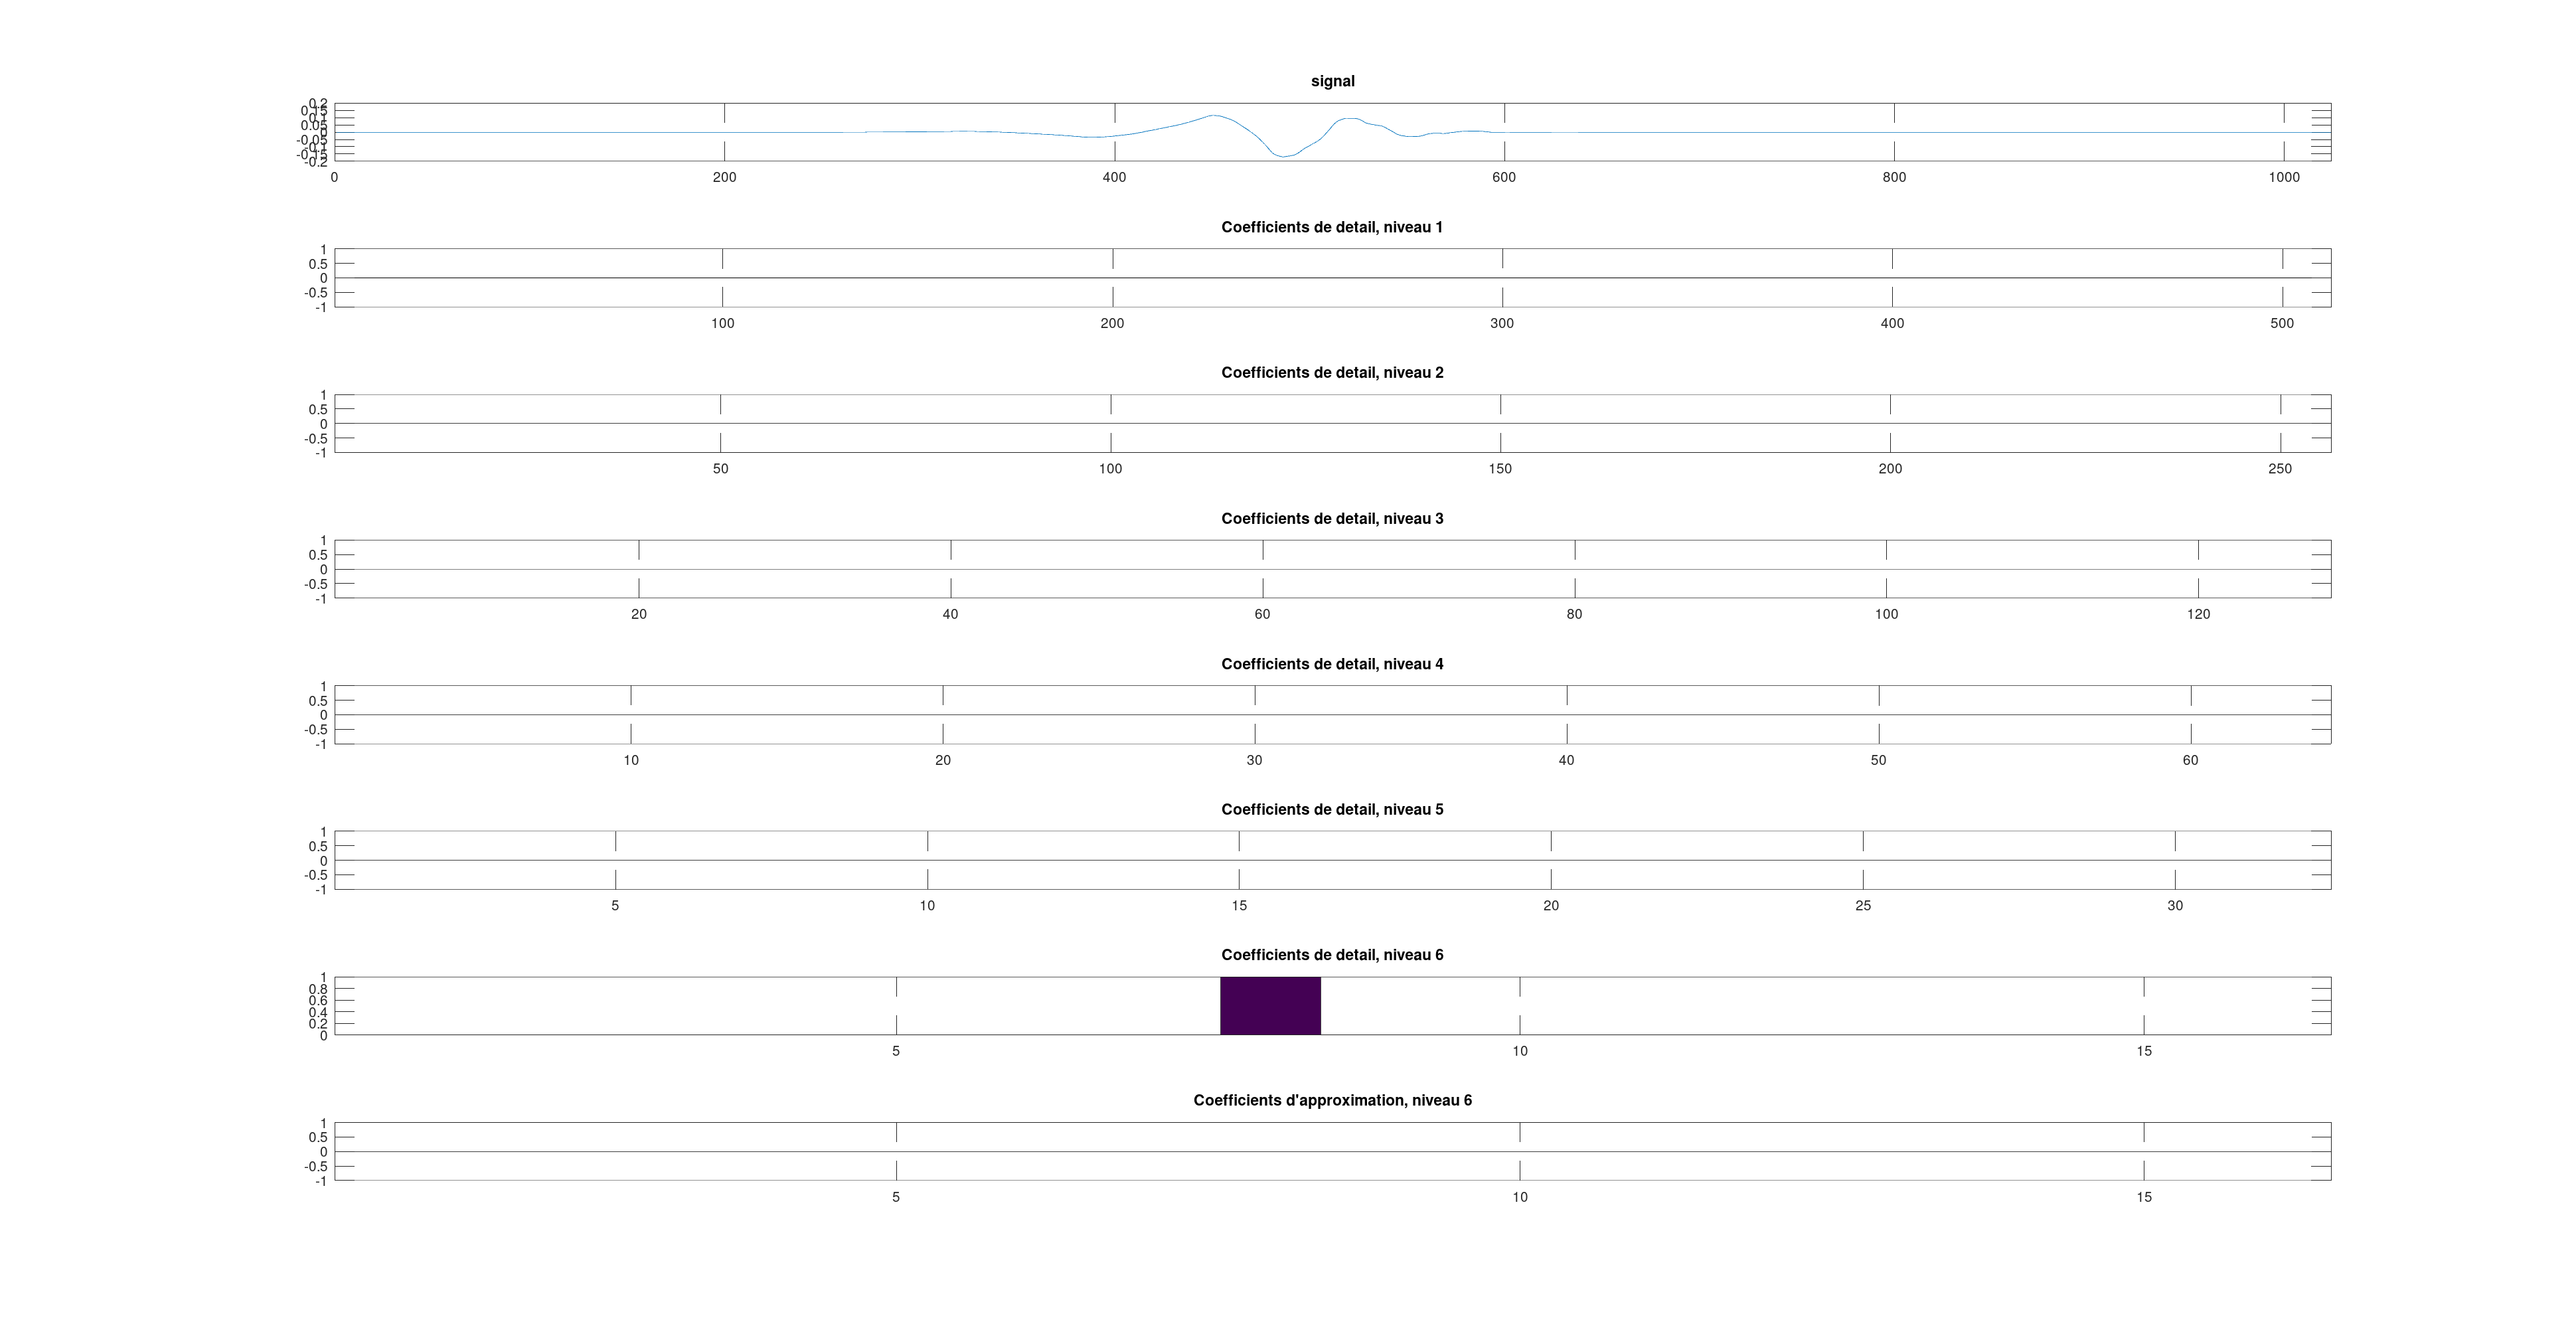 signal
0.2
0.15
0.1
0.05
0
-0.05
-0.1
-0.15
-0.2
0 200 400 600 800 1000
Coefficients de detail, niveau 1
1
0.5
0
-0.5
-1
100 200 300 400 500
Coefficients de detail, niveau 2
1
0.5
0
-0.5
-1
50 100 150 200 250
Coefficients de detail, niveau 3
1
0.5
0
-0.5
-1
20 40 60 80 100 120
Coefficients de detail, niveau 4
1
0.5
0
-0.5
-1
10 20 30 40 50 60
Coefficients de detail, niveau 5
1
0.5
0
-0.5
-1
5 10 15 20 25 30
Coefficients de detail, niveau 6
1
0.8
0.6
0.4
0.2
0
5 10 15
Coefficients d'approximation, niveau 6
1
0.5
0
-0.5
-1
5 10 15